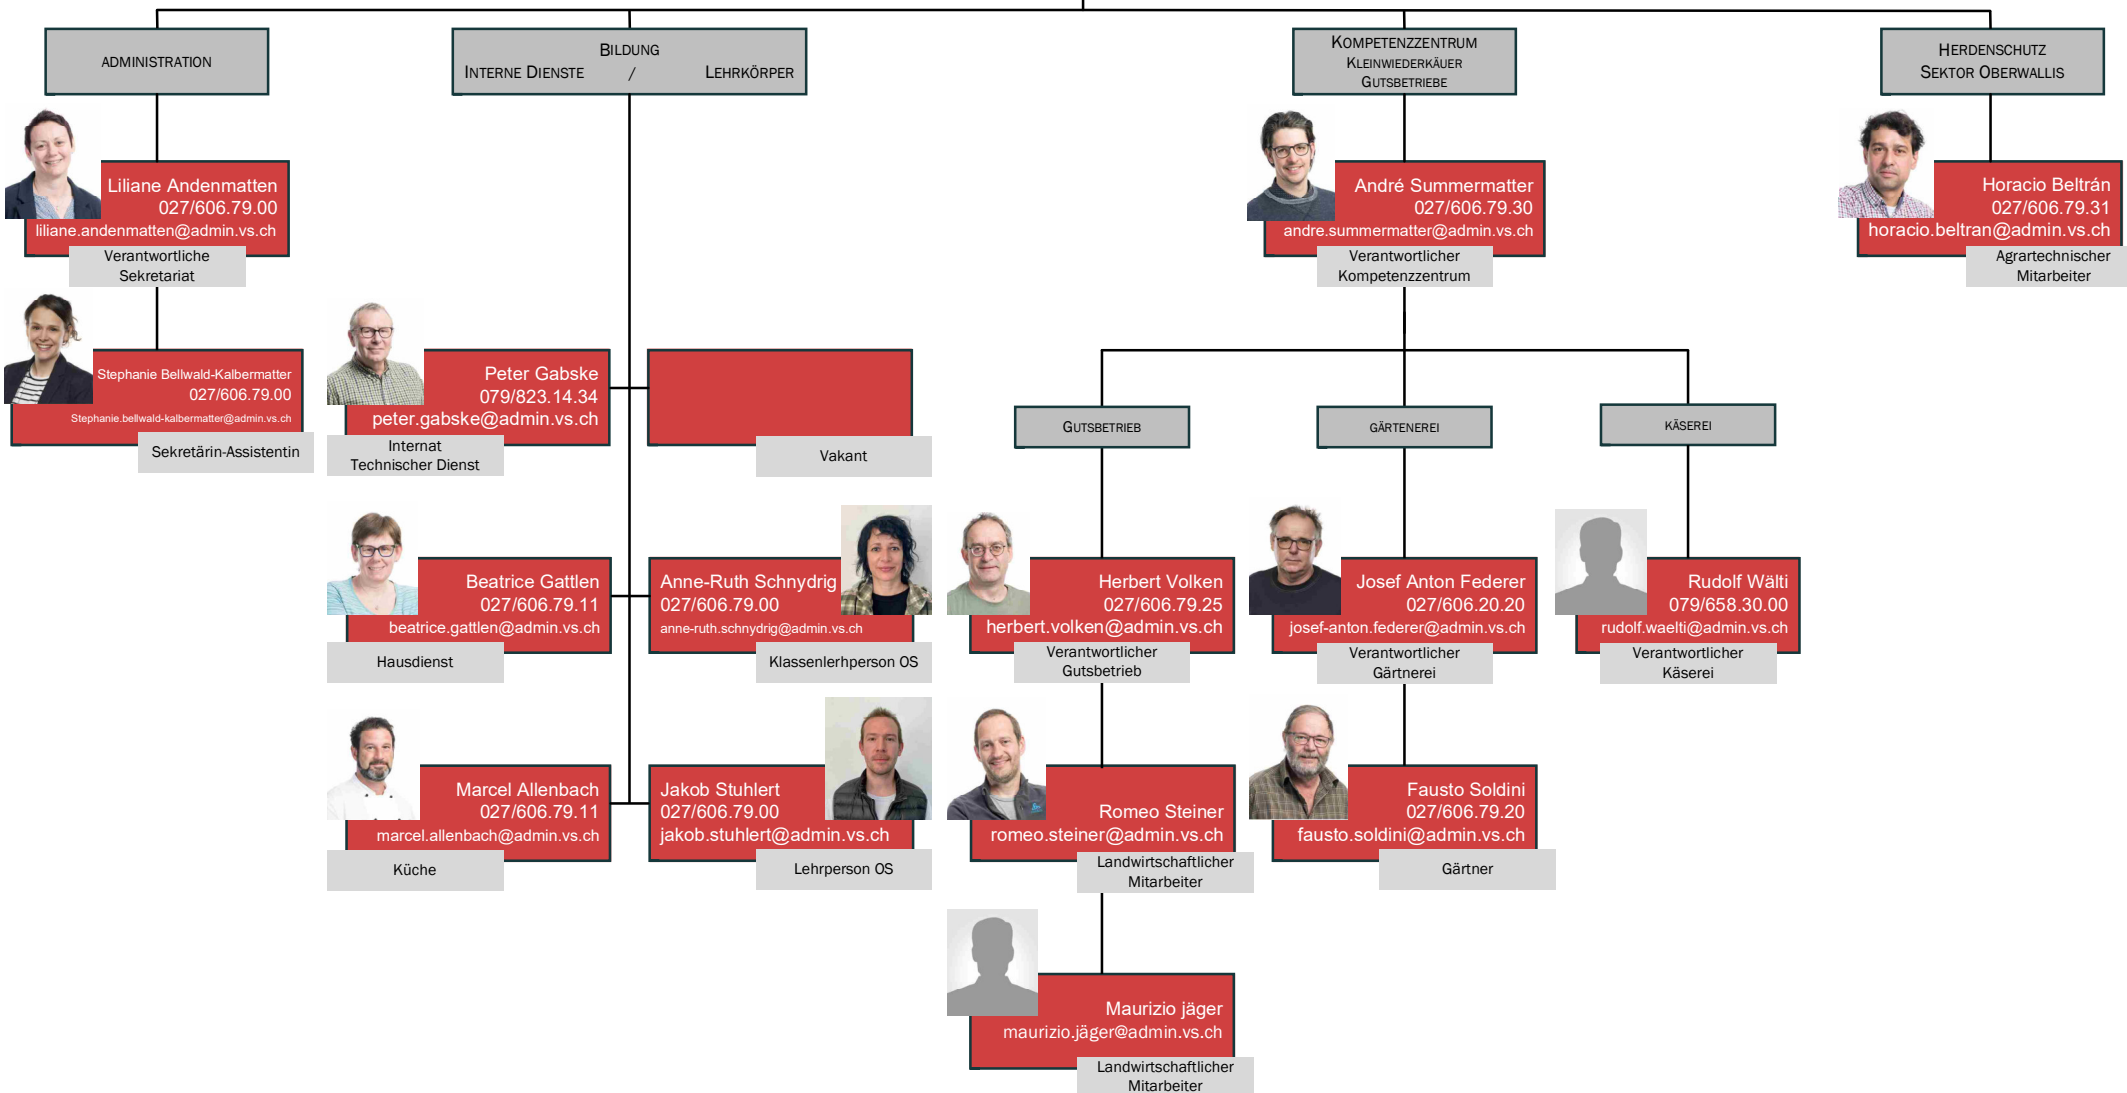 ADMINISTRATION
BILDUNG
INTERNE DIENSTE / LEHRKÖRPER
KOMPETENZZENTRUM
KLEINWIEDERKÄUER
GUTSBETRIEBE
HERDENSCHUTZ
SEKTOR OBERWALLIS
Liliane Andenmatten
027/606.79.00
liliane.andenmatten@admin.vs.ch
Verantwortliche
Sekretariat
Stephanie Bellwald-Kalbermatter
027/606.79.00
Stephanie.bellwald-kalbermatter@admin.vs.ch
Sekretärin-Assistentin
Peter Gabske
079/823.14.34
peter.gabske@admin.vs.ch
Internat
Technischer Dienst
Vakant
Beatrice Gattlen
027/606.79.11
beatrice.gattlen@admin.vs.ch
Hausdienst
Anne-Ruth Schnydrig
027/606.79.00
anne-ruth.schnydrig@admin.vs.ch
Klassenlerhperson OS
Marcel Allenbach
027/606.79.11
marcel.allenbach@admin.vs.ch
Küche
Jakob Stuhlert
027/606.79.00
jakob.stuhlert@admin.vs.ch
Lehrperson OS
André Summermatter
027/606.79.30
andre.summermatter@admin.vs.ch
Verantwortlicher
Kompetenzzentrum
GUTSBETRIEB
Herbert Volken
027/606.79.25
herbert.volken@admin.vs.ch
Verantwortlicher
Gutsbetrieb
Romeo Steiner
romeo.steiner@admin.vs.ch
Landwirtschaftlicher
Mitarbeiter
Maurizio jäger
maurizio.jäger@admin.vs.ch
Landwirtschaftlicher
Mitarbeiter
GÄRTENEREI
Josef Anton Federer
027/606.20.20
josef-anton.federer@admin.vs.ch
Verantwortlicher
Gärtnerei
Fausto Soldini
027/606.79.20
fausto.soldini@admin.vs.ch
Gärtner
KÄSEREI
Rudolf Wälti
079/658.30.00
rudolf.waelti@admin.vs.ch
Verantwortlicher
Käserei
Horacio Beltrán
027/606.79.31
horacio.beltran@admin.vs.ch
Agrartechnischer
Mitarbeiter